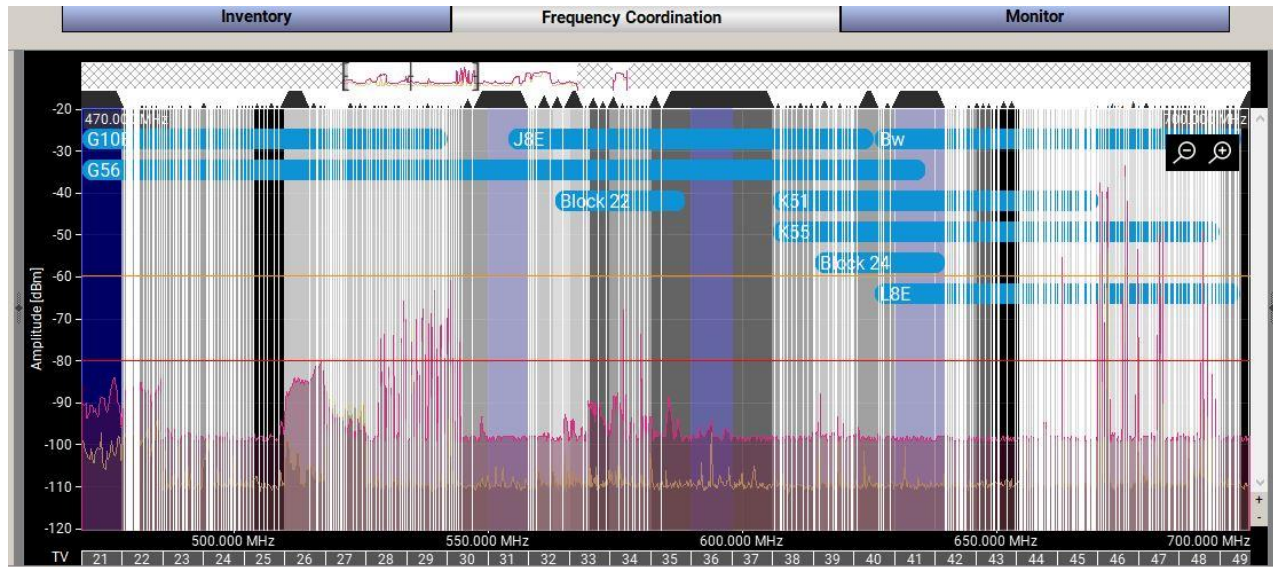 Inventory Frequency Coordination Monitor
470.000 MHz 700.000 MHz
G10E J8E Bw
G56
Block 22 K51
K55
Block 24
L8E
Amplitude [dBm]
-20
-30
-40
-50
-60
-70
-80
-90
-100
-110
-120
+
-
500.000 MHz 550.000 MHz 600.000 MHz 650.000 MHz 700.000 MHz
TV 21 22 23 24 25 26 27 28 29 30 31 32 33 34 35 36 37 38 39 40 41 42 43 44 45 46 47 48 49